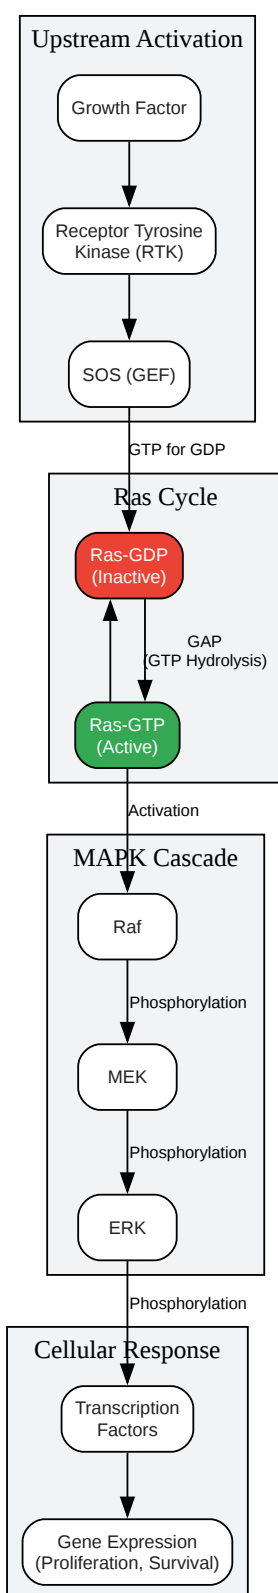 Upstream Activation
Growth Factor
Receptor Tyrosine
Kinase (RTK)
SOS (GEF)
GTP for GDP
Ras Cycle
Ras-GDP
(Inactive)
GAP
(GTP Hydrolysis)
Ras-GTP
(Active)
Activation
MAPK Cascade
Raf
Phosphorylation
MEK
Phosphorylation
ERK
Phosphorylation
Cellular Response
Transcription
Factors
Gene Expression
(Proliferation, Survival)